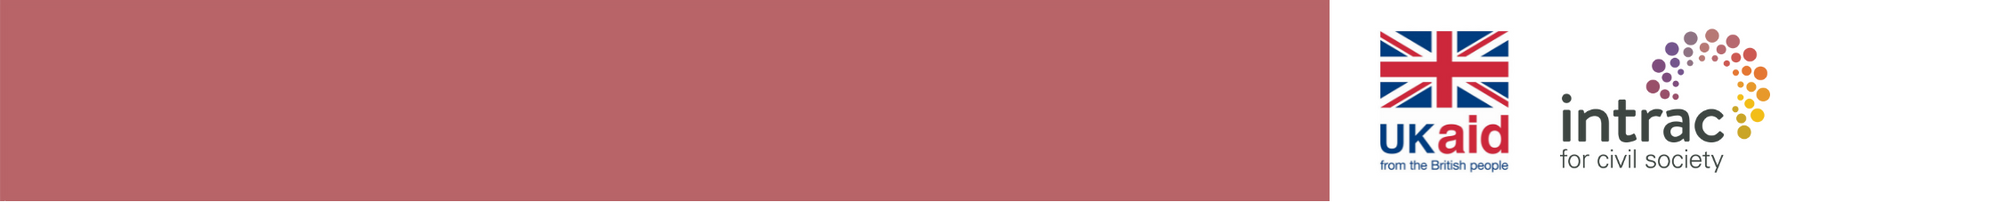 UKaid
from the British people
intrac
for civil society